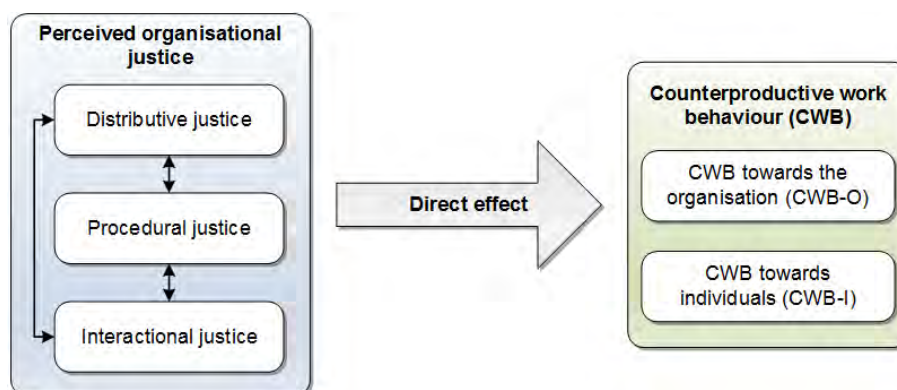 Perceived organisational
justice
Distributive justice
Procedural justice
Interactional justice
Direct effect
Counterproductive work
behaviour (CWB)
CWB towards the
organisation (CWB-O)
CWB towards
individuals (CWB-I)